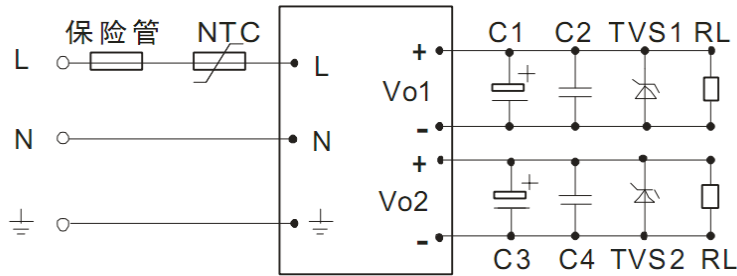 保险管 NTC C1 C2 TVS1 RL
+
L L
Vo1 +
-
N N
+
Vo2 +
-
C3 C4 TVS2 RL